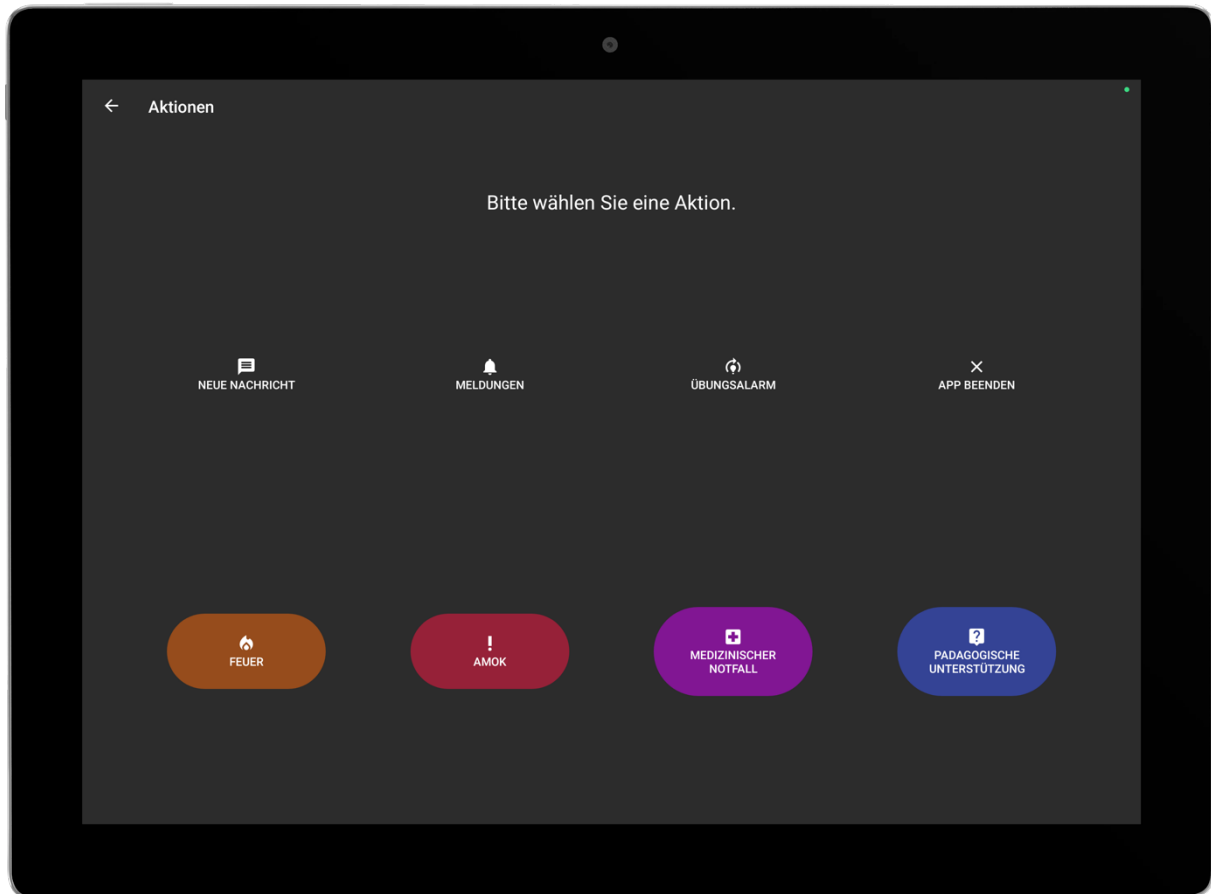 Aktionen
Bitte wählen Sie eine Aktion.
NEUE NACHRICHT
MELDUNGEN
ÜBUNGSALARM
APP BEENDEN
FEUER
AMOK
MEDIZINISCHER
NOTFALL
PADAGOGISCHE
UNTERSTÜTZUNG